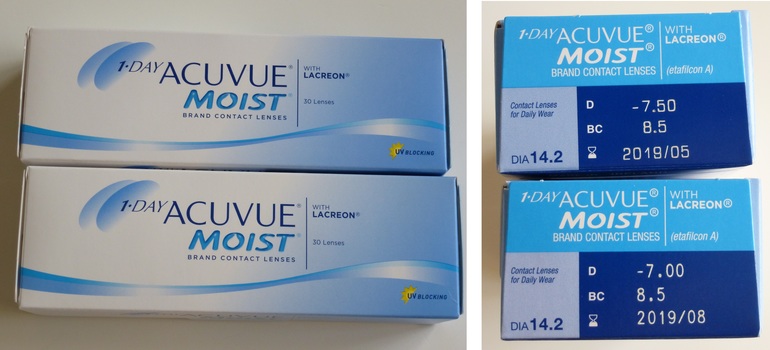 1·DAY ACUVUE® WITH LACREON®
MOIST® 30 Lenses
BRAND CONTACT LENSES
UV BLOCKING
1·DAY ACUVUE® WITH LACREON®
MOIST® 30 Lenses
BRAND CONTACT LENSES
UV BLOCKING
1·DAY ACUVUE® WITH
MOIST® LACREON®
BRAND CONTACT LENSES (etafilcon A)
Contact Lenses for Daily Wear
D -7.50
BC 8.5
DIA 14.2 2019/05
1·DAY ACUVUE® WITH
MOIST® LACREON®
BRAND CONTACT LENSES (etafilcon A)
Contact Lenses for Daily Wear
D -7.00
BC 8.5
DIA 14.2 2019/08